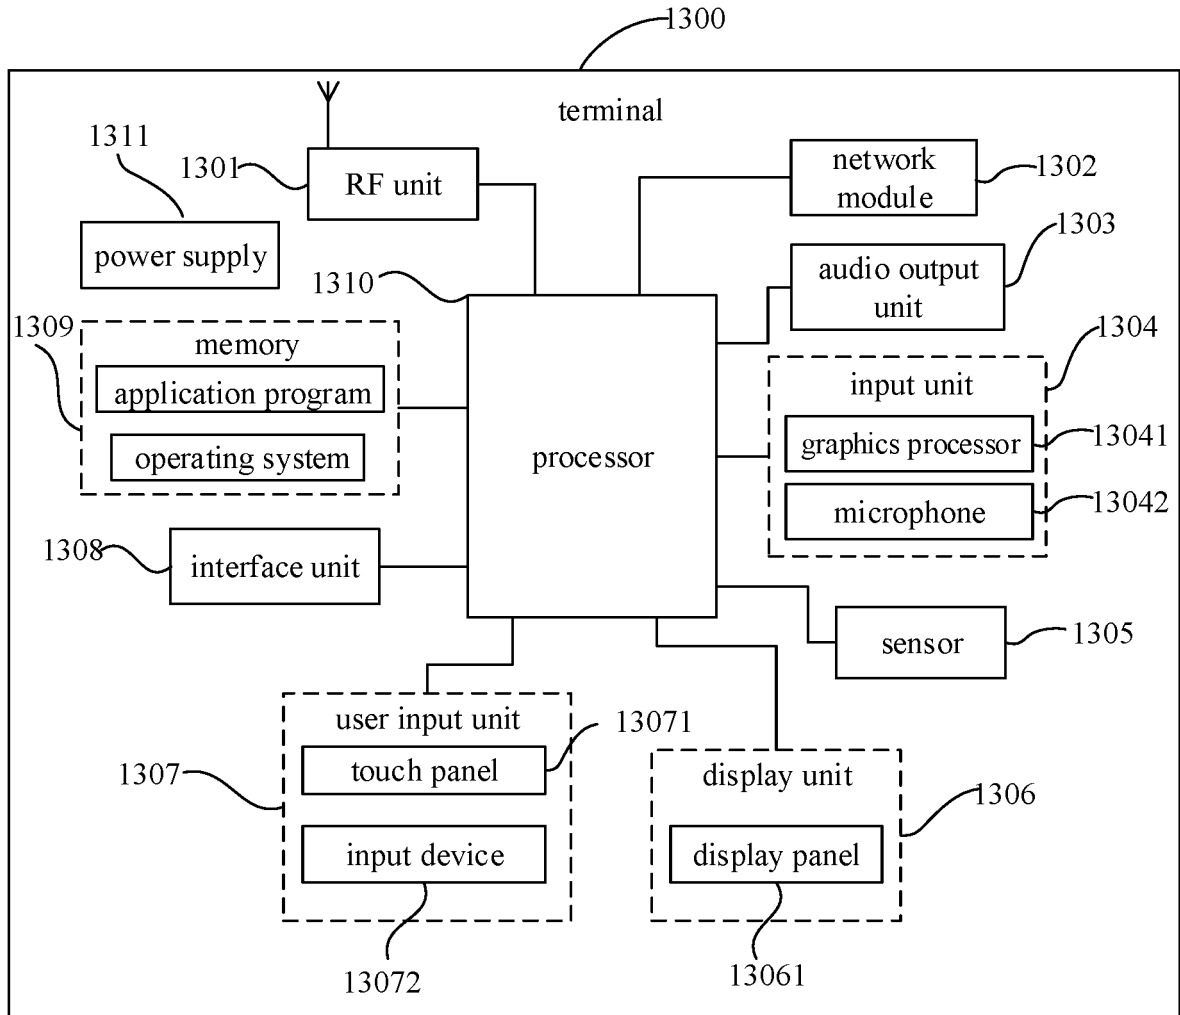 1300
terminal
1311
1301
RF unit
network
module
1302
power supply
1303
audio output
unit
1310
1309
memory
application program
operating system
1304
input unit
graphics processor
13041
microphone
13042
processor
1308
interface unit
sensor
1305
user input unit
13071
touch panel
1307
input device
13072
display unit
1306
display panel
13061